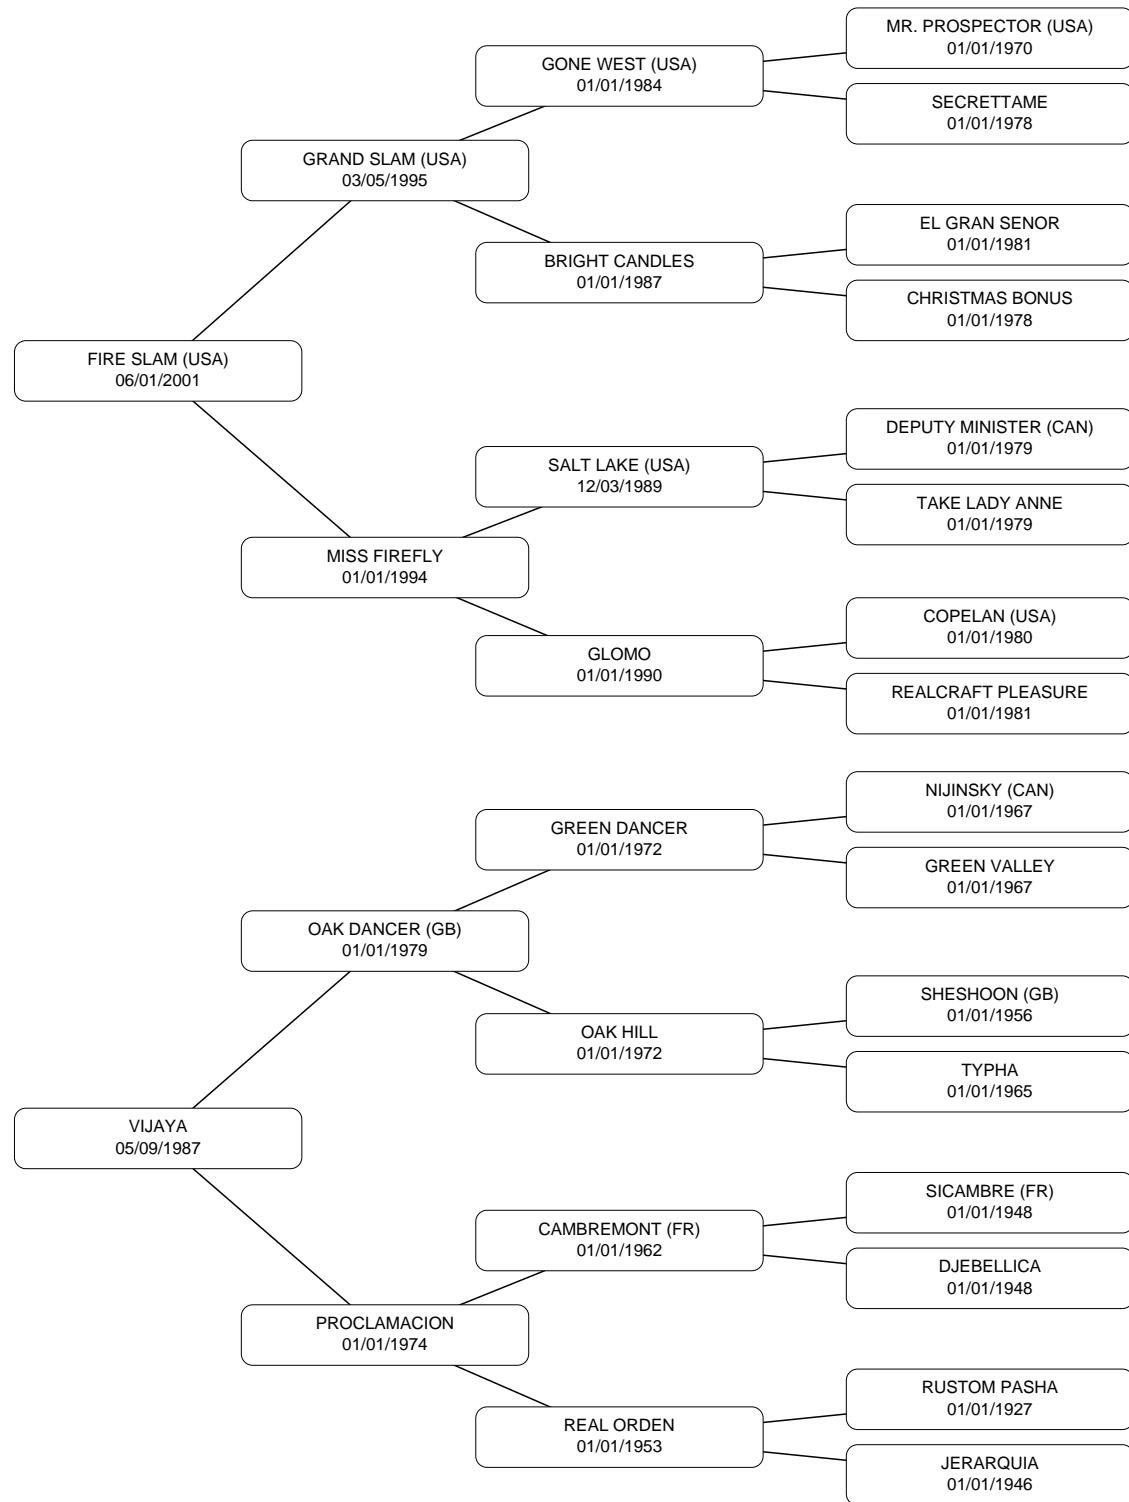 MR. PROSPECTOR (USA)
01/01/1970
GONE WEST (USA)
01/01/1984
SECRETTAME
01/01/1978
GRAND SLAM (USA)
03/05/1995
EL GRAN SENOR
01/01/1981
BRIGHT CANDLES
01/01/1987
CHRISTMAS BONUS
01/01/1978
FIRE SLAM (USA)
06/01/2001
DEPUTY MINISTER (CAN)
01/01/1979
SALT LAKE (USA)
12/03/1989
TAKE LADY ANNE
01/01/1979
MISS FIREFLY
01/01/1994
COPELAN (USA)
01/01/1980
GLOMO
01/01/1990
REALCRAFT PLEASURE
01/01/1981
NIJINSKY (CAN)
01/01/1967
GREEN DANCER
01/01/1972
GREEN VALLEY
01/01/1967
OAK DANCER (GB)
01/01/1979
SHESHOON (GB)
01/01/1956
OAK HILL
01/01/1972
TYPHA
01/01/1965
VIJAYA
05/09/1987
SICAMBRE (FR)
01/01/1948
CAMBREMONT (FR)
01/01/1962
DJEBELLICA
01/01/1948
PROCLAMACION
01/01/1974
RUSTOM PASHA
01/01/1927
REAL ORDEN
01/01/1953
JERARQUIA
01/01/1946